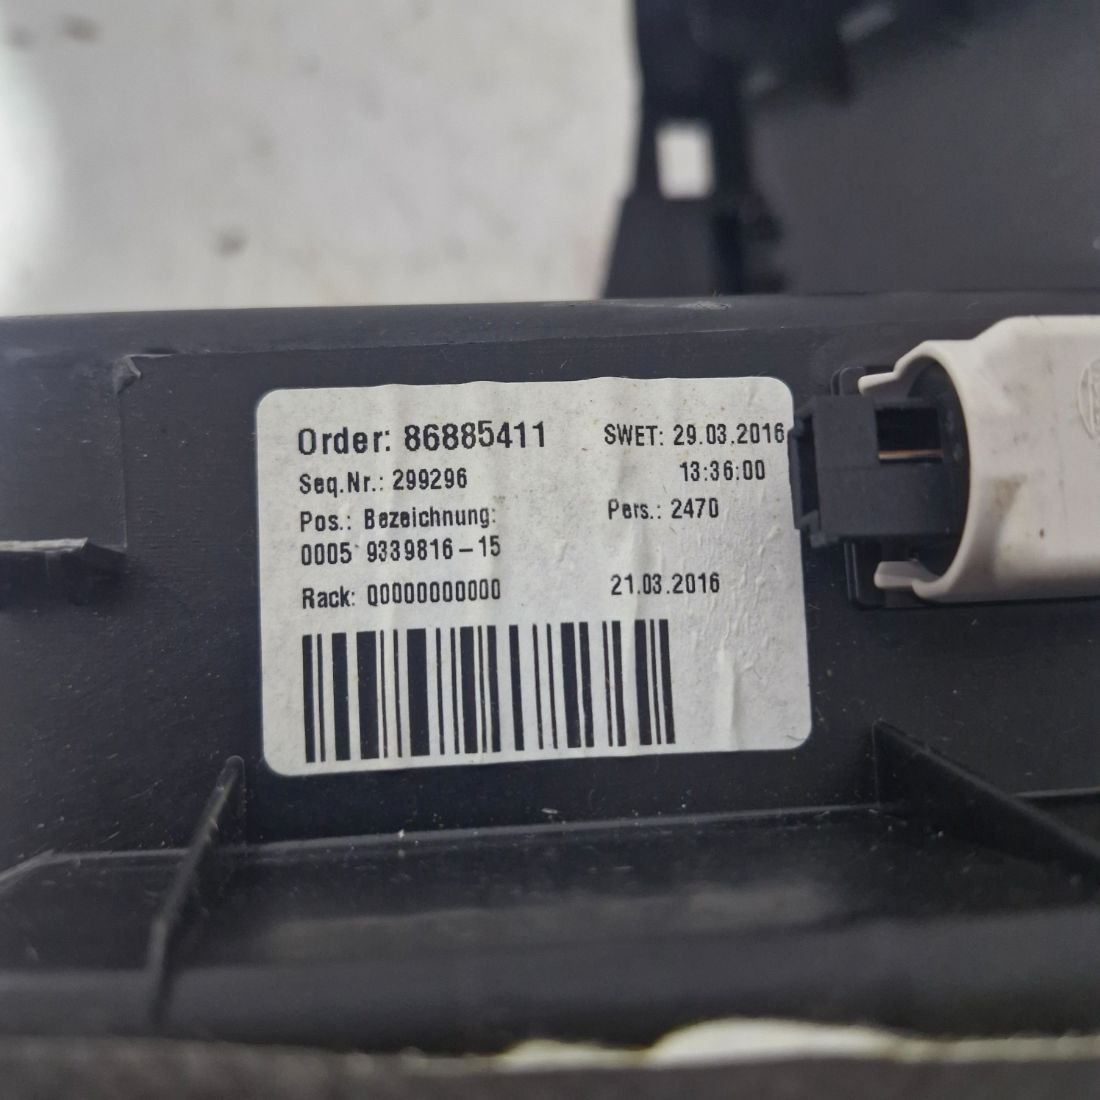 Order: 86885411 SWET: 29.03.2016
Seq.Nr.: 299296 13:36:00
Pos.: Bezeichnung: Pers.: 2470
0005 9339816-15
Rack: 00000000000 21.03.2016